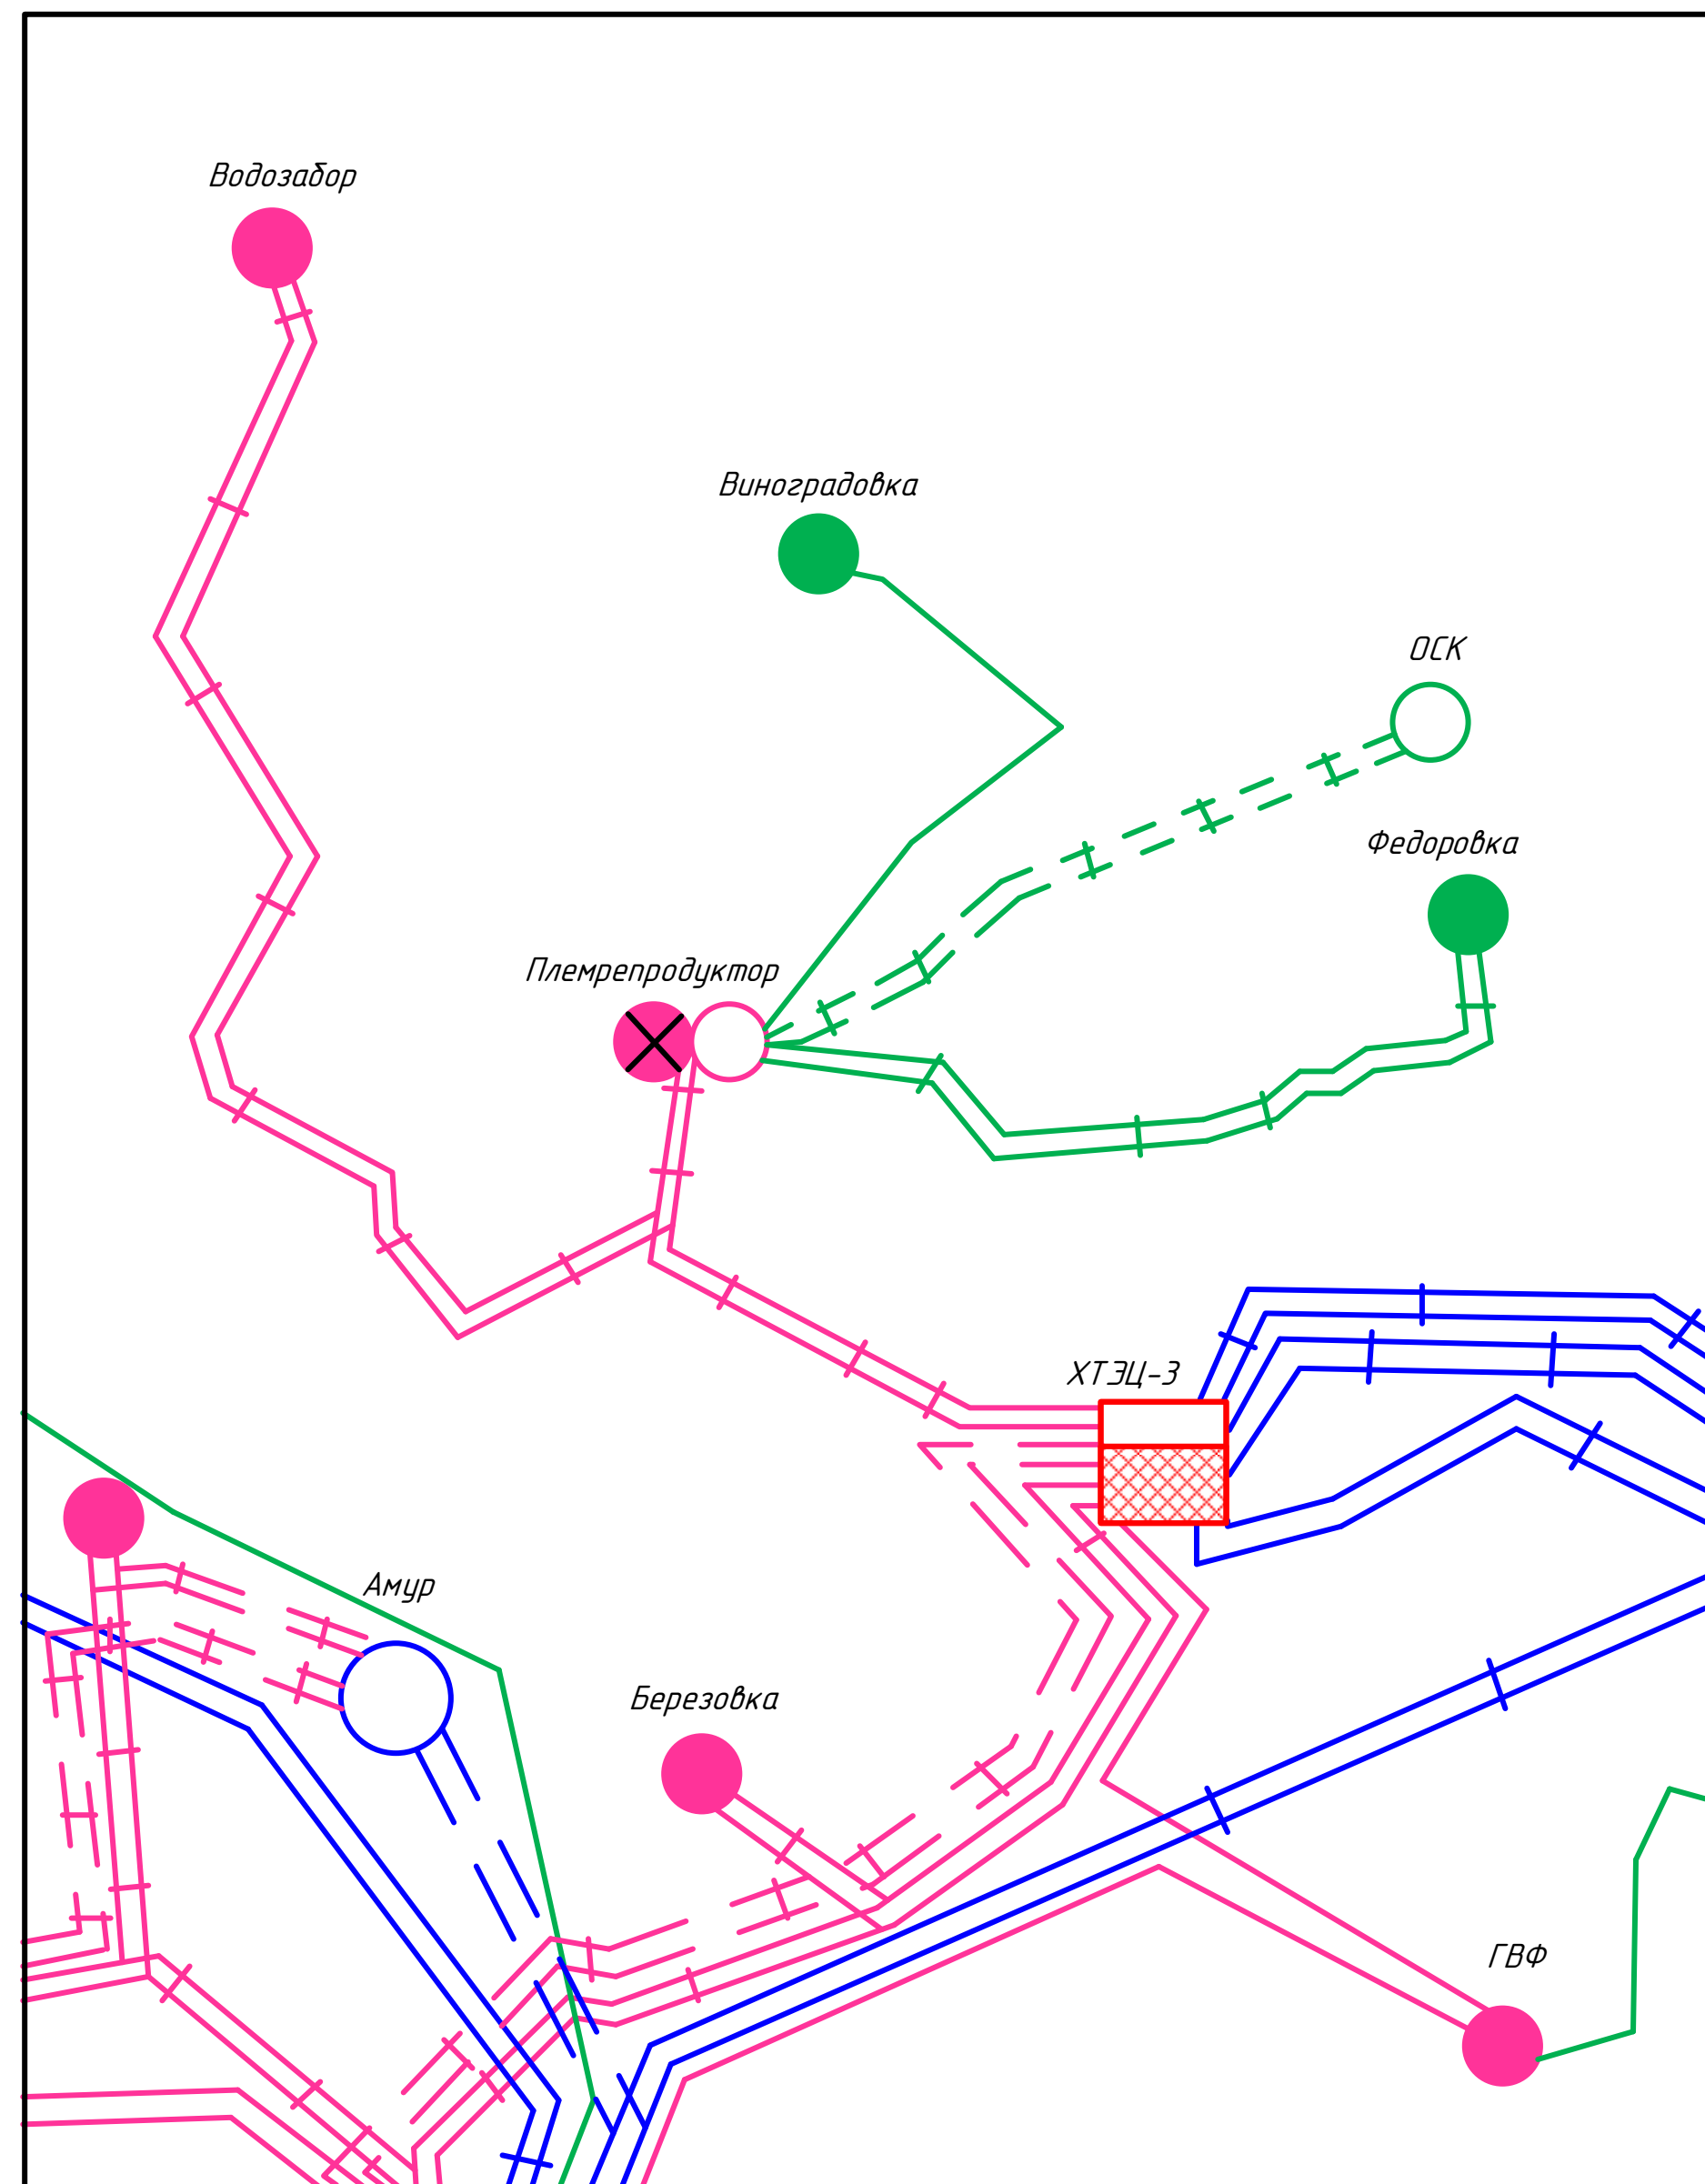 Водозабор
Виноградовка
ОСК
Федоровка
Племрепродуктор
ХТЭЦ-3
Амур
Березовка
ГВФ